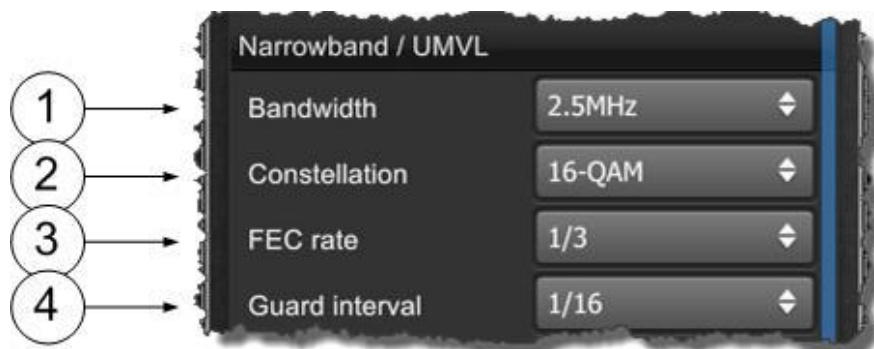 Narrowband / UMVL
1 Bandwidth 2.5MHz
2 Constellation 16-QAM
3 FEC rate 1/3
4 Guard interval 1/16